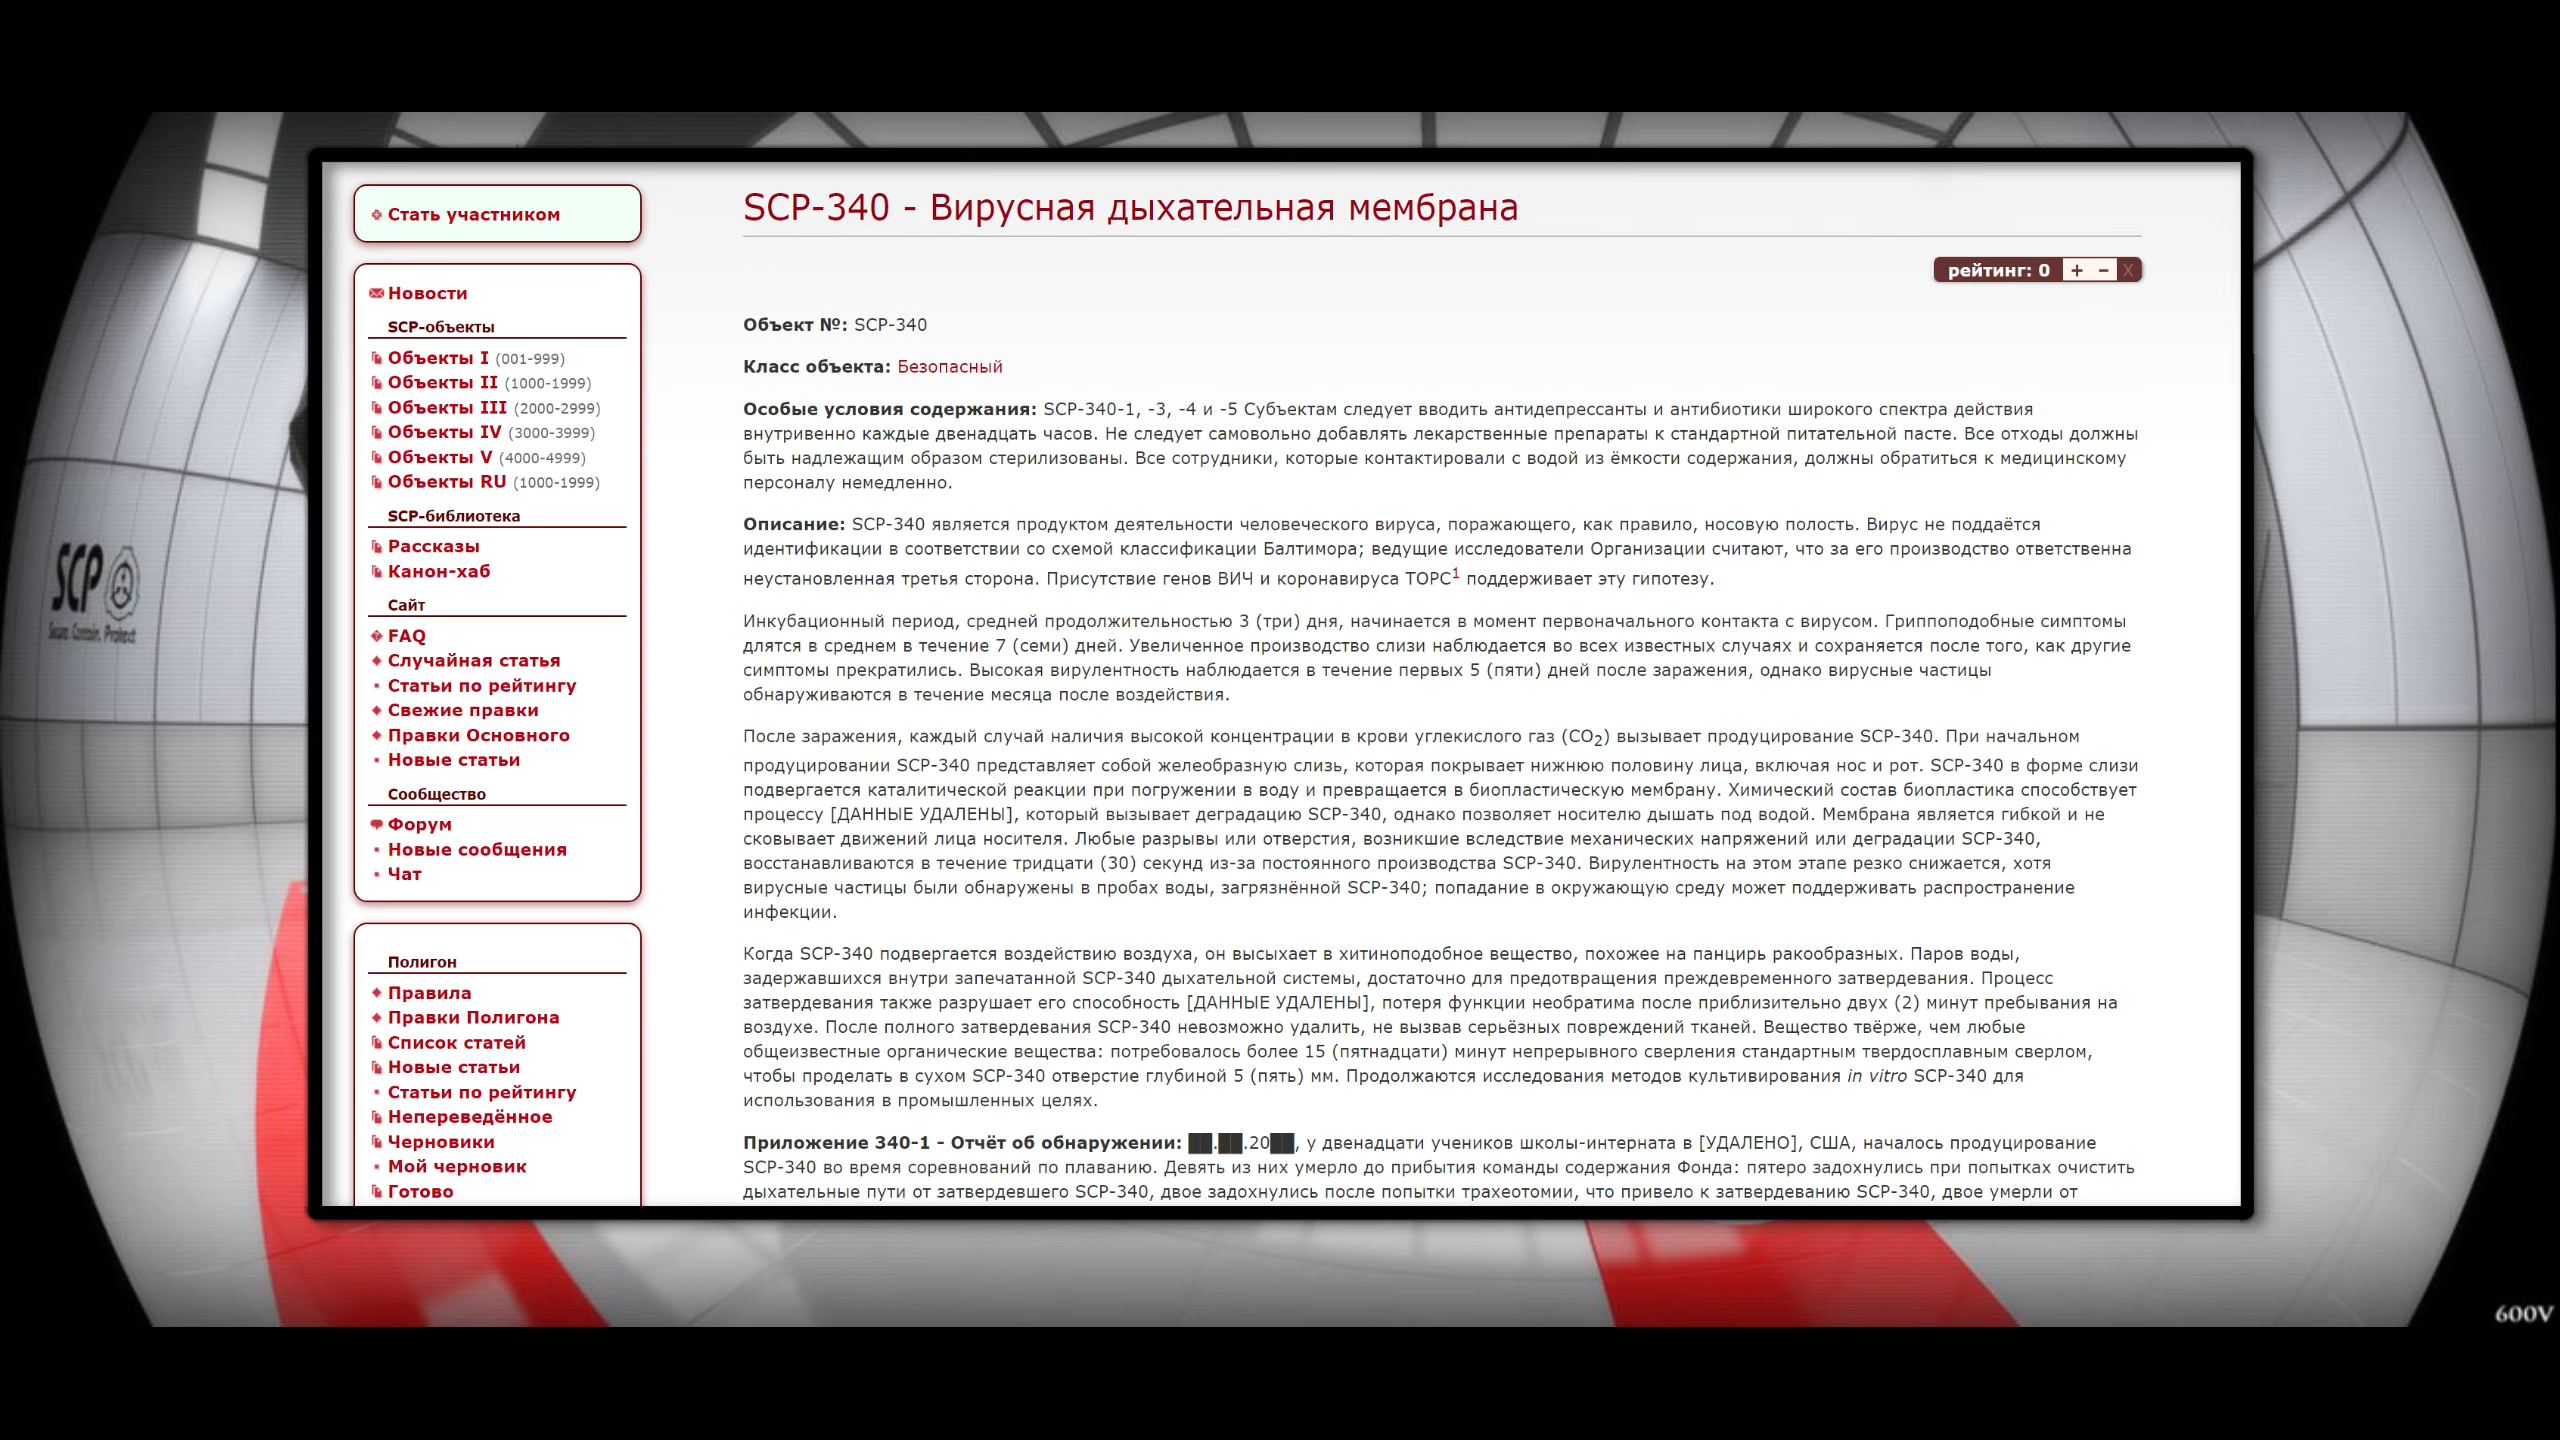 Стать участником
Новости
SCP-объекты
Объекты I (001-999)
Объекты II (1000-1999)
Объекты III (2000-2999)
Объекты IV (3000-3999)
Объекты V (4000-4999)
Объекты RU (1000-1999)
SCP-библиотека
Рассказы
Канон-хаб
Сайт
FAQ
Случайная статья
Статьи по рейтингу
Свежие правки
Правки Основного
Новые статьи
Сообщество
Форум
Новые сообщения
Чат
Полигон
Правила
Правки Полигона
Список статей
Новые статьи
Статьи по рейтингу
Непереведённое
Черновики
Мой черновик
Готово
SCP-340 - Вирусная дыхательная мембрана
рейтинг: 0 + – X
Объект №: SCP-340
Класс объекта: Безопасный
Особые условия содержания: SCP-340-1, -3, -4 и -5 Субъектам следует вводить антидепрессанты и антибиотики широкого спектра действия
внутривенно каждые двенадцать часов. Не следует самовольно добавлять лекарственные препараты к стандартной питательной пасте. Все отходы должны
быть надлежащим образом стерилизованы. Все сотрудники, которые контактировали с водой из ёмкости содержания, должны обратиться к медицинскому
персоналу немедленно.
Описание: SCP-340 является продуктом деятельности человеческого вируса, поражающего, как правило, носовую полость. Вирус не поддаётся
идентификации в соответствии со схемой классификации Балтимора; ведущие исследователи Организации считают, что за его производство ответственна
неустановленная третья сторона. Присутствие генов ВИЧ и коронавируса ТОРС1 поддерживает эту гипотезу.
Инкубационный период, средней продолжительностью 3 (три) дня, начинается в момент первоначального контакта с вирусом. Гриппоподобные симптомы
длятся в среднем в течение 7 (семи) дней. Увеличенное производство слизи наблюдается во всех известных случаях и сохраняется после того, как другие
симптомы прекратились. Высокая вирулентность наблюдается в течение первых 5 (пяти) дней после заражения, однако вирусные частицы
обнаруживаются в течение месяца после воздействия.
После заражения, каждый случай наличия высокой концентрации в крови углекислого газ (CO2) вызывает продуцирование SCP-340. При начальном
продуцировании SCP-340 представляет собой желеобразную слизь, которая покрывает нижнюю половину лица, включая нос и рот. SCP-340 в форме слизи
подвергается каталитической реакции при погружении в воду и превращается в биопластическую мембрану. Химический состав биопластика способствует
процессу [ДАННЫЕ УДАЛЕНЫ], который вызывает деградацию SCP-340, однако позволяет носителю дышать под водой. Мембрана является гибкой и не
сковывает движений лица носителя. Любые разрывы или отверстия, возникшие вследствие механических напряжений или деградации SCP-340,
восстанавливаются в течение тридцати (30) секунд из-за постоянного производства SCP-340. Вирулентность на этом этапе резко снижается, хотя
вирусные частицы были обнаружены в пробах воды, загрязнённой SCP-340; попадание в окружающую среду может поддерживать распространение
инфекции.
Когда SCP-340 подвергается воздействию воздуха, он высыхает в хитиноподобное вещество, похожее на панцирь ракообразных. Паров воды,
задержавшихся внутри запечатанной SCP-340 дыхательной системы, достаточно для предотвращения преждевременного затвердевания. Процесс
затвердевания также разрушает его способность [ДАННЫЕ УДАЛЕНЫ], потеря функции необратима после приблизительно двух (2) минут пребывания на
воздухе. После полного затвердевания SCP-340 невозможно удалить, не вызвав серьёзных повреждений тканей. Вещество твёрже, чем любые
общеизвестные органические вещества: потребовалось более 15 (пятнадцати) минут непрерывного сверления стандартным твердосплавным сверлом,
чтобы проделать в сухом SCP-340 отверстие глубиной 5 (пять) мм. Продолжаются исследования методов культивирования in vitro SCP-340 для
использования в промышленных целях.
Приложение 340-1 - Отчёт об обнаружении: ██.██.20██, у двенадцати учеников школы-интерната в [УДАЛЕНО], США, началось продуцирование
SCP-340 во время соревнований по плаванию. Девять из них умерло до прибытия команды содержания Фонда: пятеро задохнулись при попытках очистить
дыхательные пути от затвердевшего SCP-340, двое задохнулись после попытки трахеотомии, что привело к затвердеванию SCP-340, двое умерли от
SCP
Secure. Contain. Protect
600V